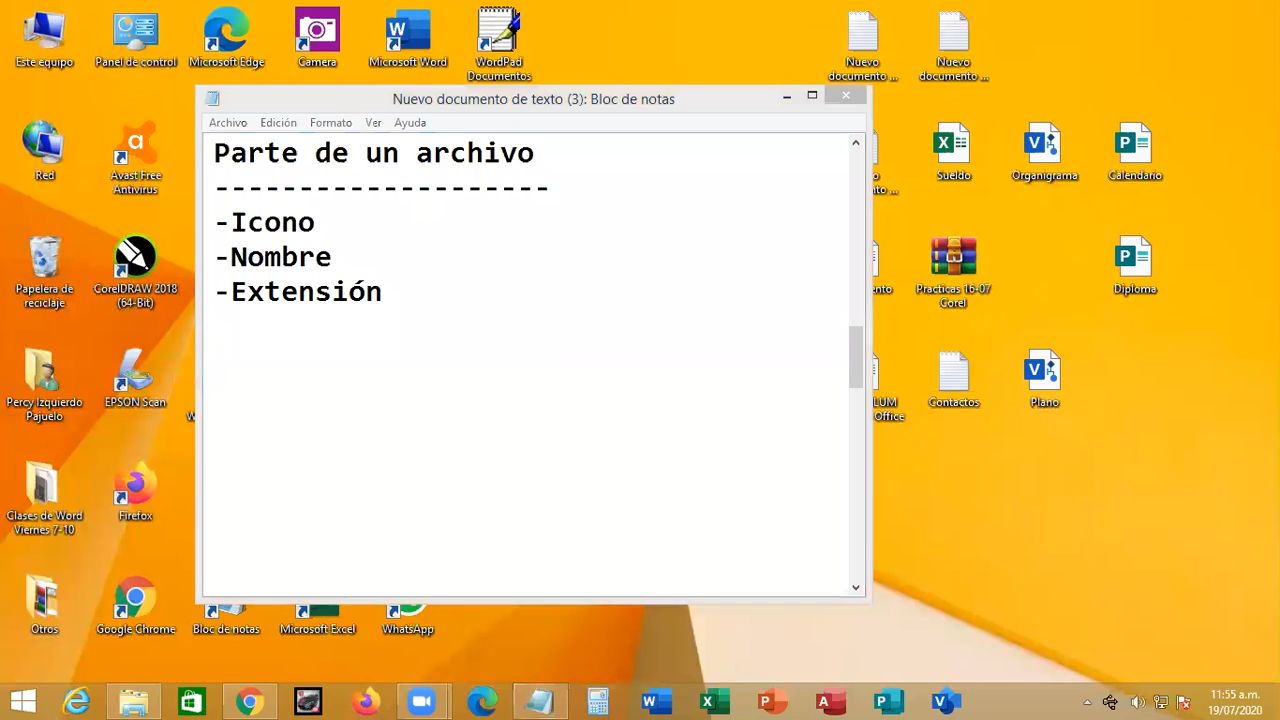 Este equipo
Panel de control
Microsoft Edge
Camera
Microsoft Word
WordPad
Documentos
Nuevo
documento ...
Nuevo
documento ...
Nuevo documento de texto (3): Bloc de notas
Archivo Edición Formato Ver Ayuda
Parte de un archivo
--------------------
-Icono
-Nombre
-Extensión
Red
Avast Free
Antivirus
Sueldo
Organigrama
Calendario
Papelera de
reciclaje
CorelDRAW 2018
(64-Bit)
Practicas 16-07
Corel
Diploma
Percy Izquierdo
Pajuelo
EPSON Scan
Office
Contactos
Plano
Clases de Word
Viernes 7-10
Firefox
Otros
Google Chrome
Bloc de notas
Microsoft Excel
WhatsApp
11:55 a.m.
19/07/2020